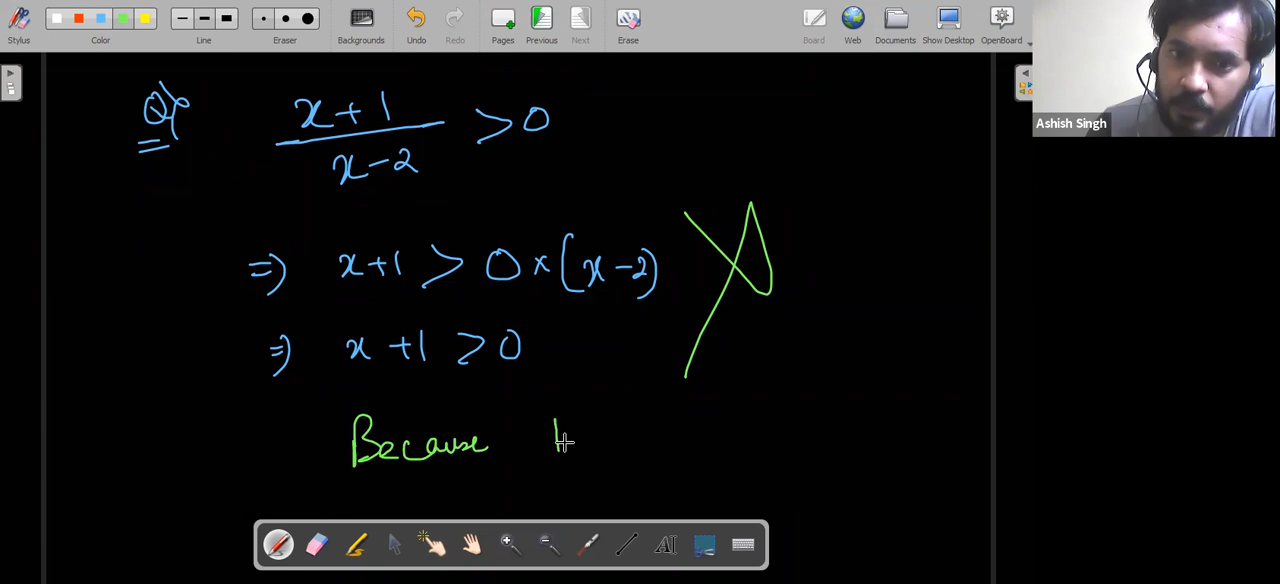 Stylus Color Line Eraser Backgrounds Undo Redo Pages Previous Next Erase Board Web Documents Show Desktop OpenBoard
Ashish Singh
Q) x+1 / x-2 > 0
=) x+1 > 0 × (x-2)
=) x+1 > 0
Because
AI